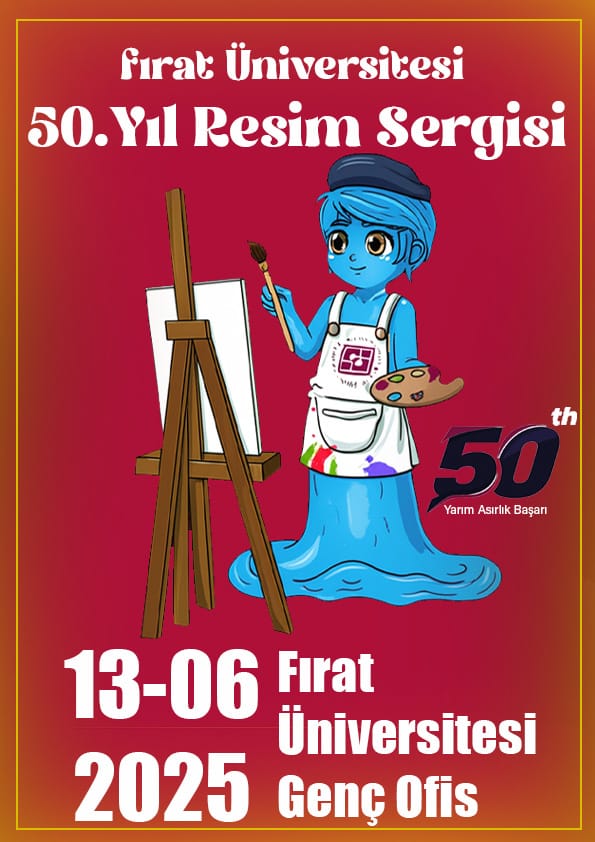 fırat Üniversitesi
50.Yıl Resim Sergisi
50th
Yarım Asırlık Başarı
13-06
2025
Fırat
Üniversitesi
Genç Ofis